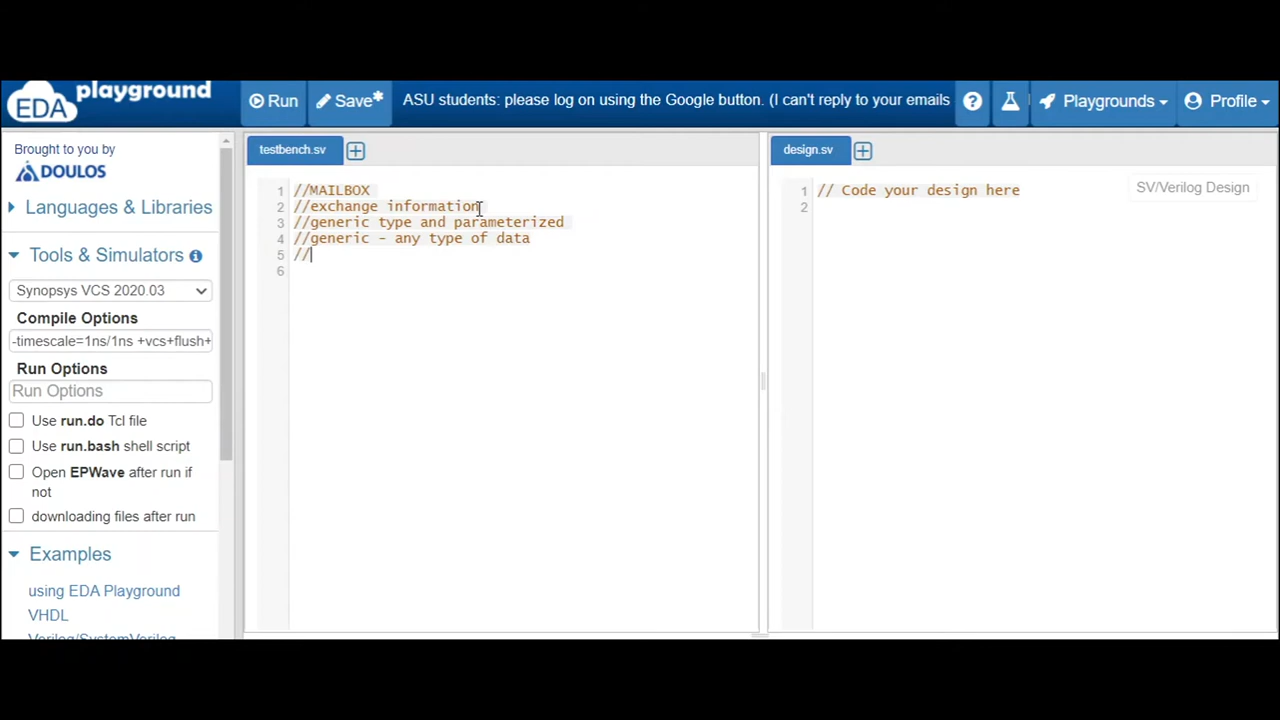 EDA playground
Run
Save*
ASU students: please log on using the Google button. (I can't reply to your emails
?
Playgrounds
Profile
Brought to you by
DOULOS
Languages & Libraries
Tools & Simulators
Synopsys VCS 2020.03
Compile Options
-timescale=1ns/1ns +vcs+flush+
Run Options
Run Options
Use run.do Tcl file
Use run.bash shell script
Open EPWave after run if
not
downloading files after run
Examples
using EDA Playground
VHDL
Verilog/SystemVerilog
testbench.sv
1 //MAILBOX
2 //exchange information
3 //generic type and parameterized
4 //generic - any type of data
5 //
6
design.sv
SV/Verilog Design
1 // Code your design here
2